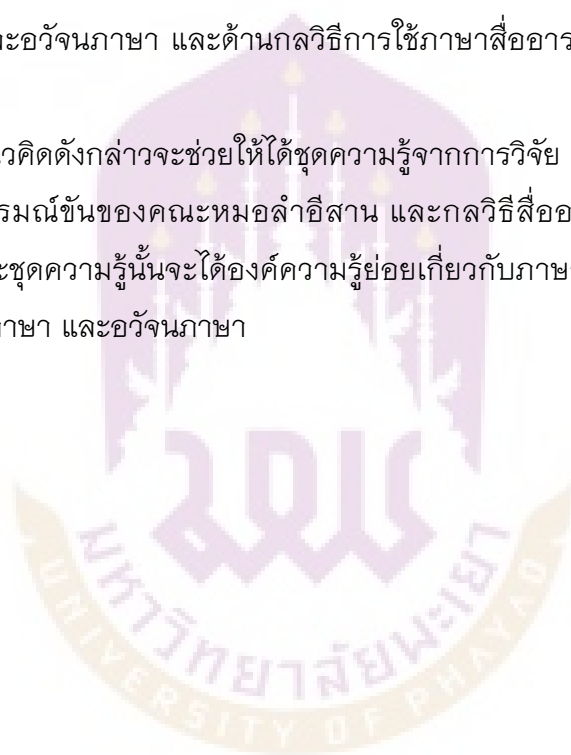 ะอวัจนภาษา และด้านกลวิธีการใช้ภาษาสื่ออาร
วคิดดังกล่าวจะช่วยให้ได้ชุดความรู้จากการวิจัย
รมณ์ขันของคณะหมอลำอีสาน และกลวิธีสื่ออ
ะชุดความรู้นั้นจะได้องค์ความรู้ย่อยเกี่ยวกับภาษ
าษา และอวัจนภาษา
มพ
มหาวิทยาลัยพะเยา
UNIVERSITY OF PHAYAO